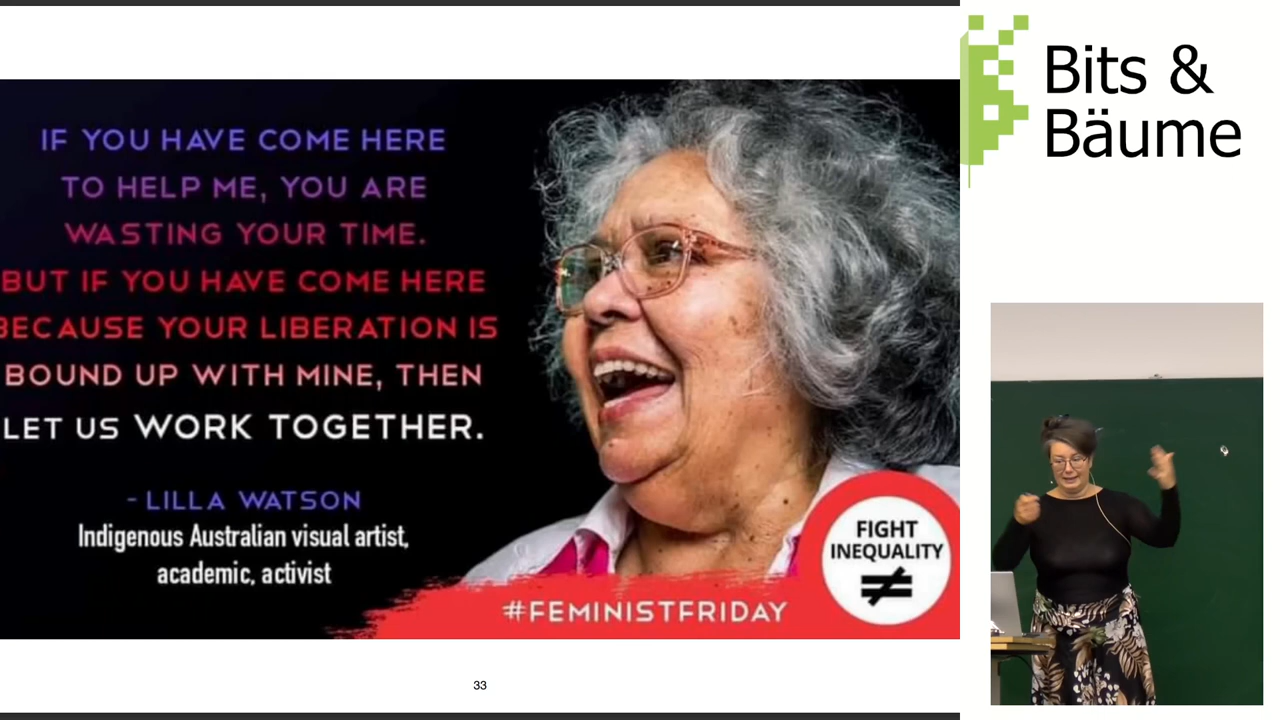 IF YOU HAVE COME HERE
TO HELP ME, YOU ARE
WASTING YOUR TIME.
BUT IF YOU HAVE COME HERE
BECAUSE YOUR LIBERATION IS
BOUND UP WITH MINE, THEN
LET US WORK TOGETHER.
- LILLA WATSON
Indigenous Australian visual artist,
academic, activist
FIGHT
INEQUALITY
≠
#FEMINISTFRIDAY
33
Bits &
Bäume